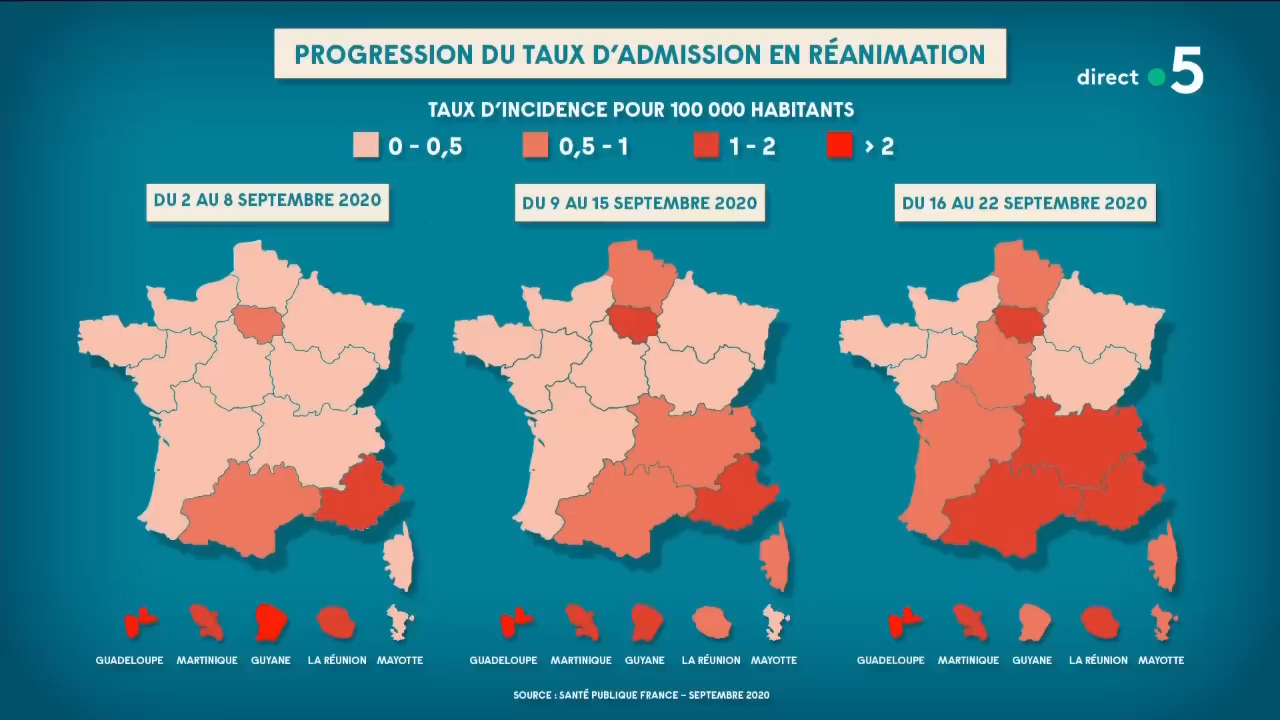 PROGRESSION DU TAUX D'ADMISSION EN RÉANIMATION
direct 5
TAUX D'INCIDENCE POUR 100 000 HABITANTS
0 - 0,5 0,5 - 1 1 - 2 > 2
DU 2 AU 8 SEPTEMBRE 2020
DU 9 AU 15 SEPTEMBRE 2020
DU 16 AU 22 SEPTEMBRE 2020
GUADELOUPE MARTINIQUE GUYANE LA RÉUNION MAYOTTE
GUADELOUPE MARTINIQUE GUYANE LA RÉUNION MAYOTTE
GUADELOUPE MARTINIQUE GUYANE LA RÉUNION MAYOTTE
SOURCE : SANTÉ PUBLIQUE FRANCE – SEPTEMBRE 2020